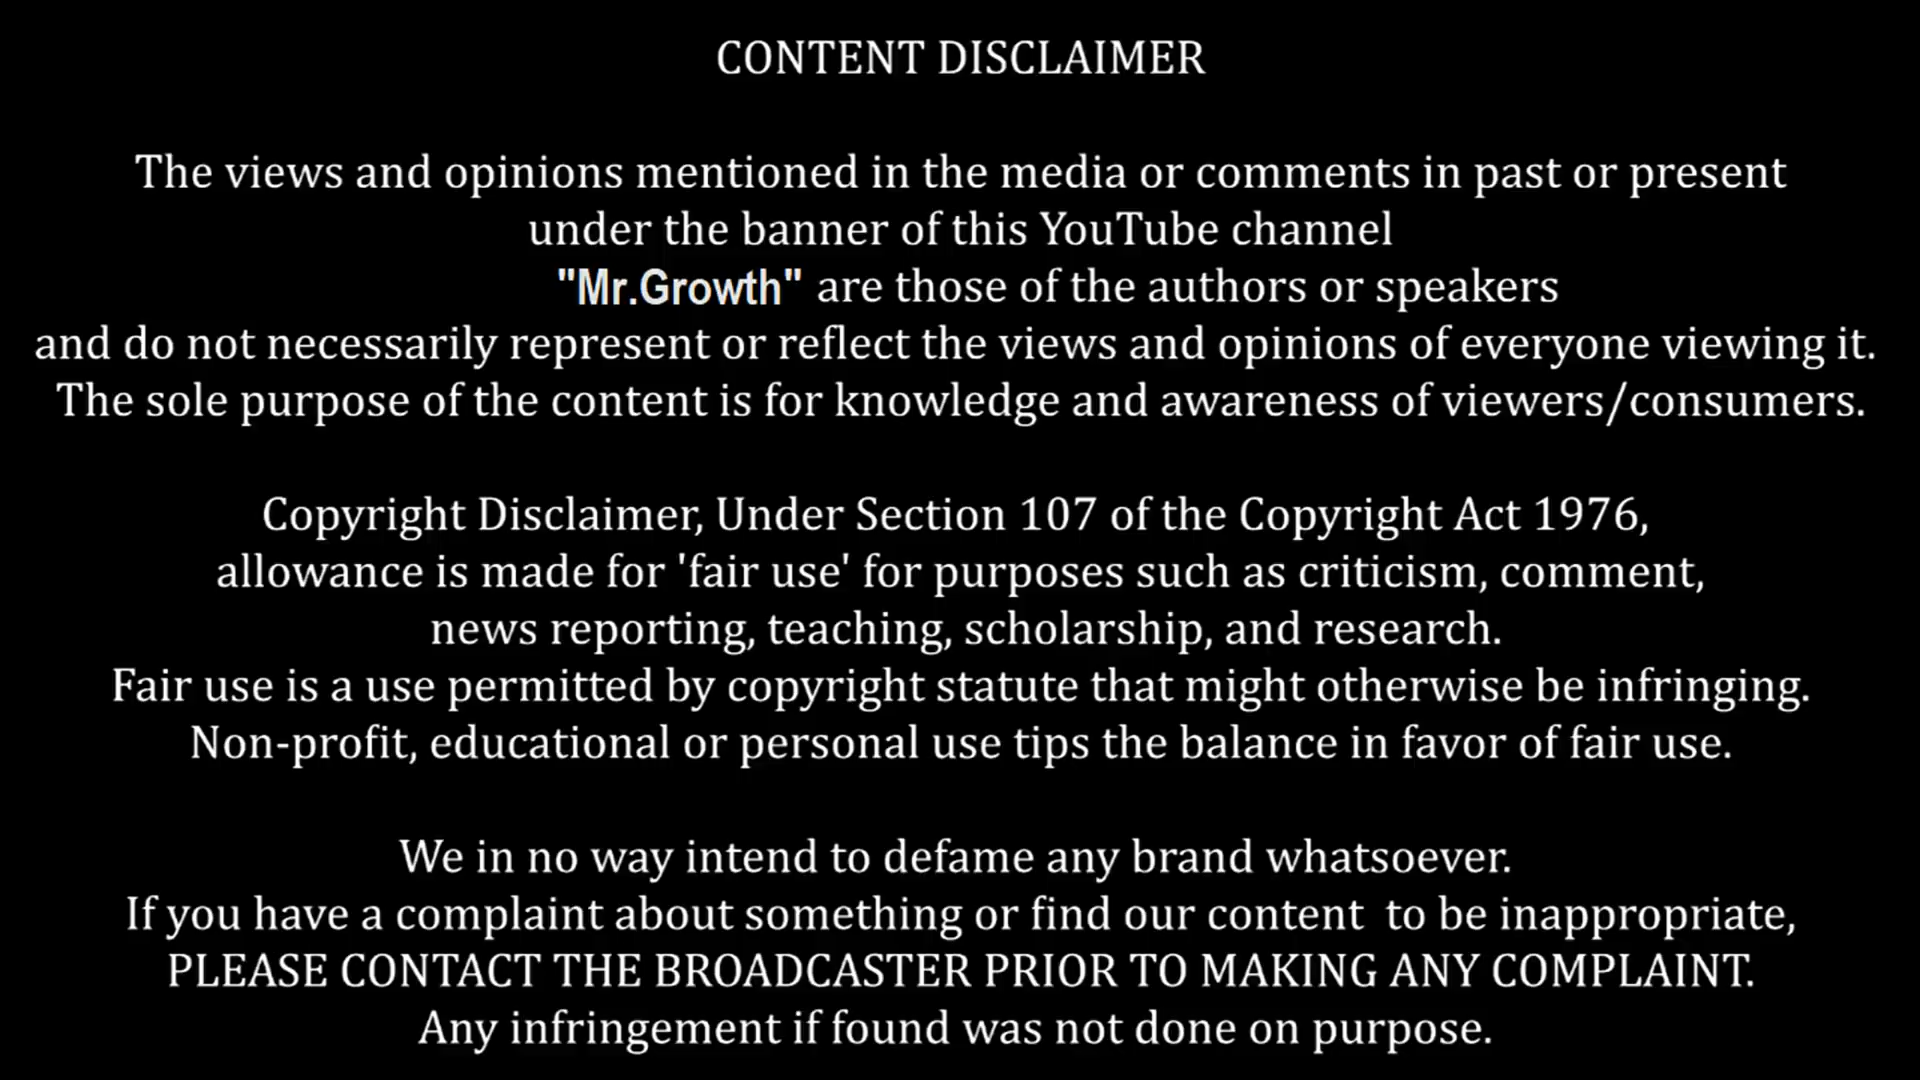 CONTENT DISCLAIMER
The views and opinions mentioned in the media or comments in past or present
under the banner of this YouTube channel
"Mr.Growth" are those of the authors or speakers
and do not necessarily represent or reflect the views and opinions of everyone viewing it.
The sole purpose of the content is for knowledge and awareness of viewers/consumers.
Copyright Disclaimer, Under Section 107 of the Copyright Act 1976,
allowance is made for 'fair use' for purposes such as criticism, comment,
news reporting, teaching, scholarship, and research.
Fair use is a use permitted by copyright statute that might otherwise be infringing.
Non-profit, educational or personal use tips the balance in favor of fair use.
We in no way intend to defame any brand whatsoever.
If you have a complaint about something or find our content to be inappropriate,
PLEASE CONTACT THE BROADCASTER PRIOR TO MAKING ANY COMPLAINT.
Any infringement if found was not done on purpose.